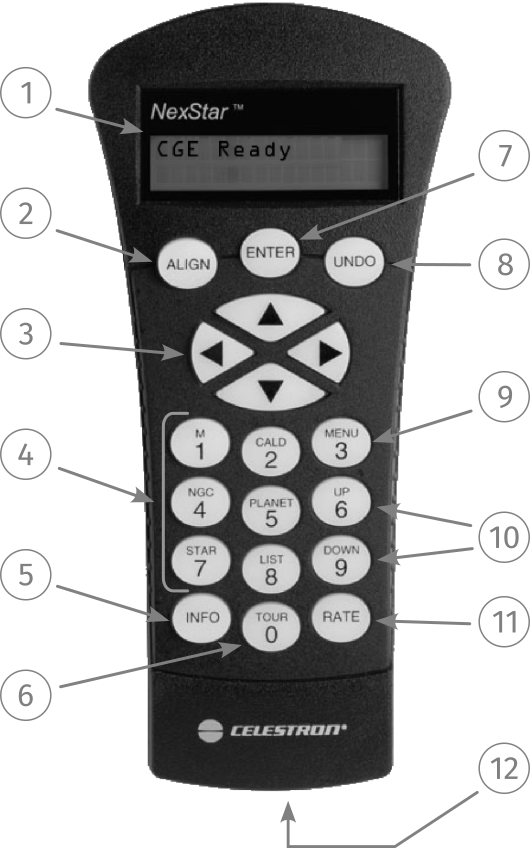 1
NexStar™
CGE Ready
7
2
ALIGN
ENTER
UNDO
8
3
9
M
1
CALD
2
MENU
3
4
NGC
4
PLANET
5
UP
6
10
STAR
7
LIST
8
DOWN
9
5
INFO
TOUR
0
RATE
11
6
CELESTRON®
12